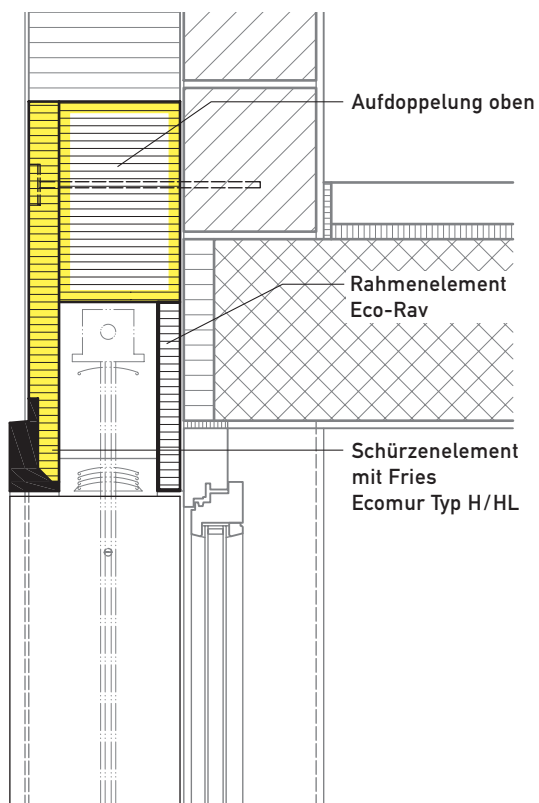 Aufdoppelung oben
Rahmenelement
Eco-Rav
Schürzenelement
mit Fries
Ecomur Typ H/HL